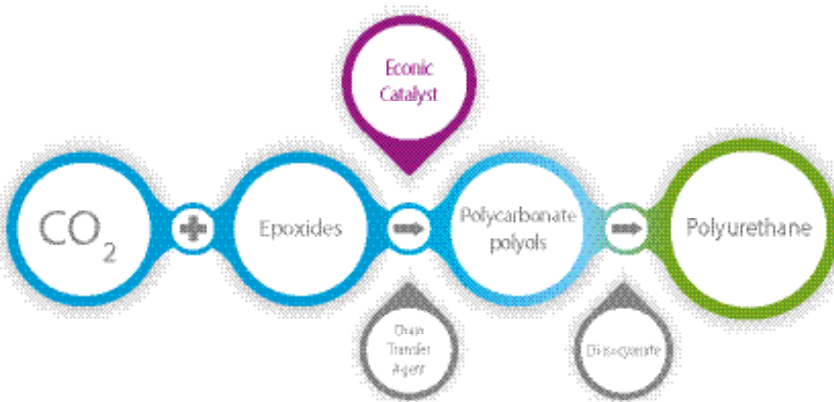 Econic
Catalyst
CO2
Epoxides
Polycarbonate
polyols
Polyurethane
Chain
Transfer
Agent
Di-isocyanate